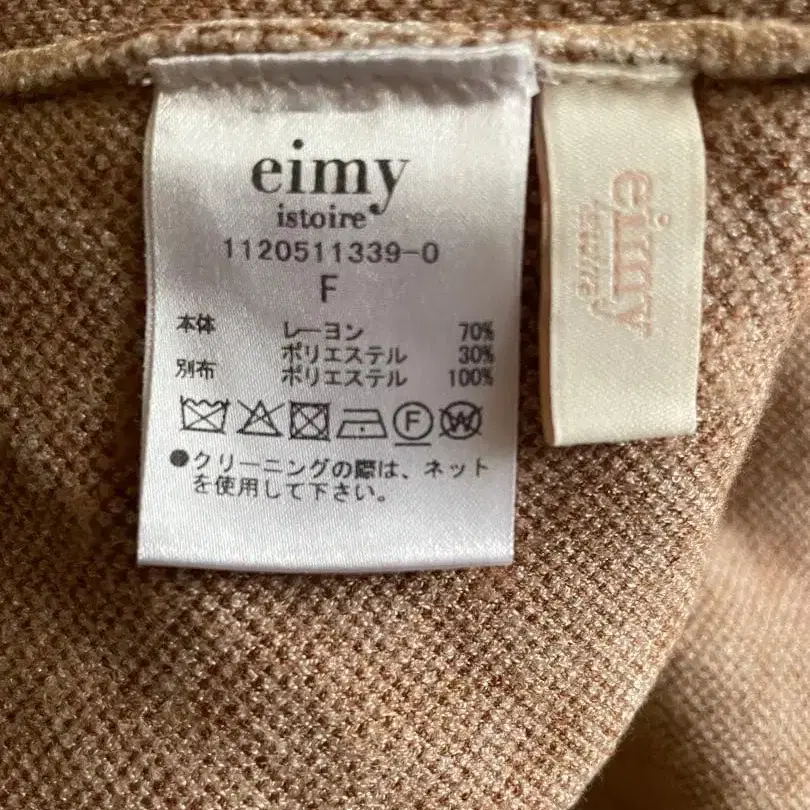 eimy
istoire
1120511339-0
F
本体 レーヨン 70%
ポリエステル 30%
別布 ポリエステル 100%
F W
●クリーニングの際は、ネット
を使用して下さい。
eimy
istoire